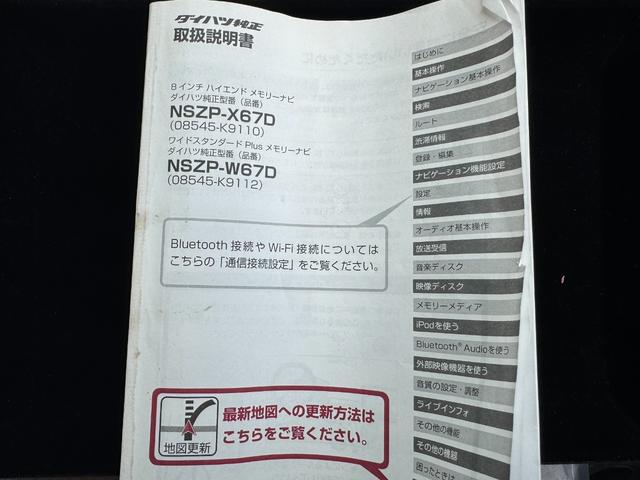 ダイハツ純正
取扱説明書
8インチ ハイエンド メモリーナビ
ダイハツ純正型番（品番）
NSZP-X67D
(08545-K9110)
ワイドスタンダード Plus メモリーナビ
ダイハツ純正型番（品番）
NSZP-W67D
(08545-K9112)
Bluetooth 接続や Wi-Fi 接続については
こちらの「通信接続設定」をご覧ください。
地図更新
最新地図への更新方法は
こちらをご覧ください。
はじめに
基本操作
ナビゲーション基本操作
検索
ルート
渋滞情報
登録・編集
ナビゲーション機能設定
設定
情報
オーディオ基本操作
放送受信
音楽ディスク
映像ディスク
メモリーメディア
iPodを使う
Bluetooth® Audioを使う
外部映像機器を使う
音質の設定・調整
ライブインフォ
その他の機能
その他の機器
困ったときは